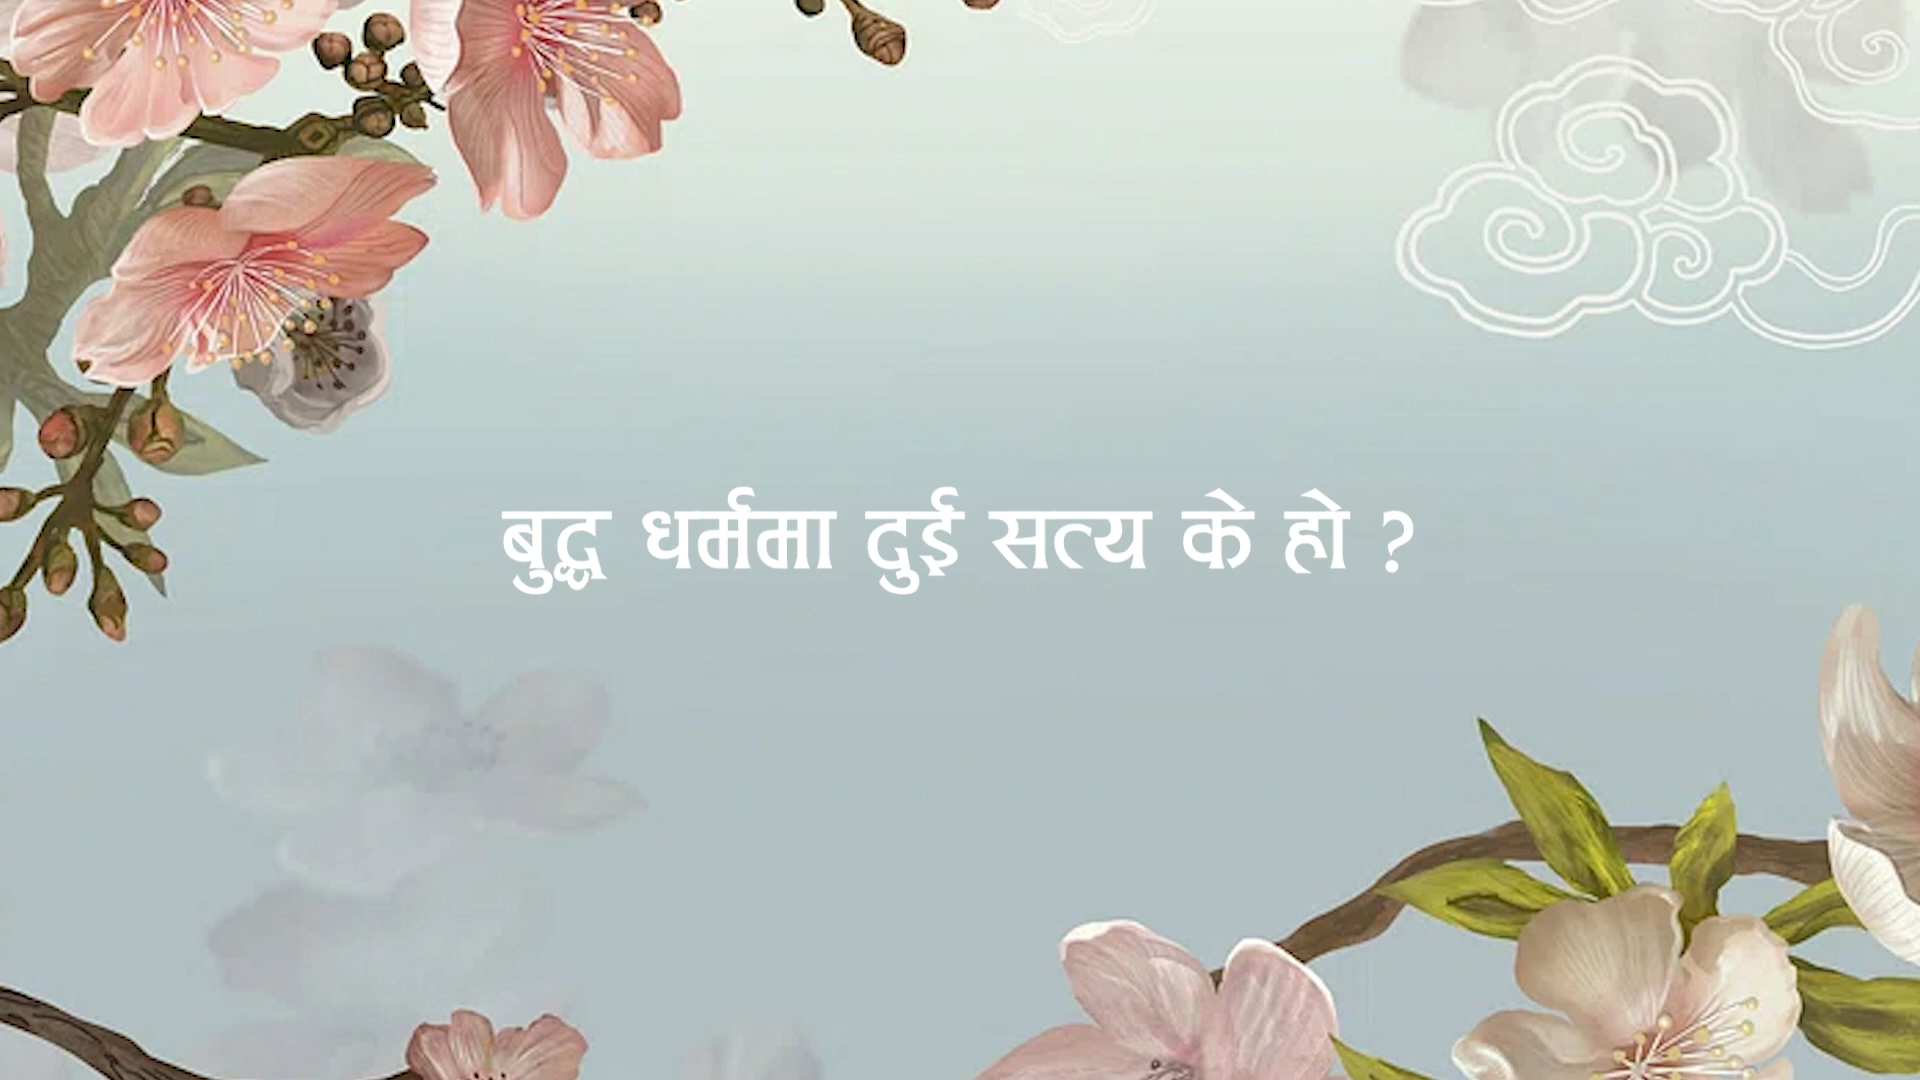 बुद्ध धर्ममा दुई सत्य के हो ?